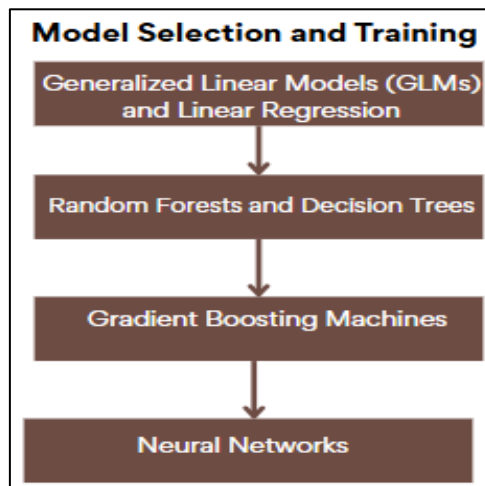 Model Selection and Training
Generalized Linear Models (GLMs)
and Linear Regression
Random Forests and Decision Trees
Gradient Boosting Machines
Neural Networks